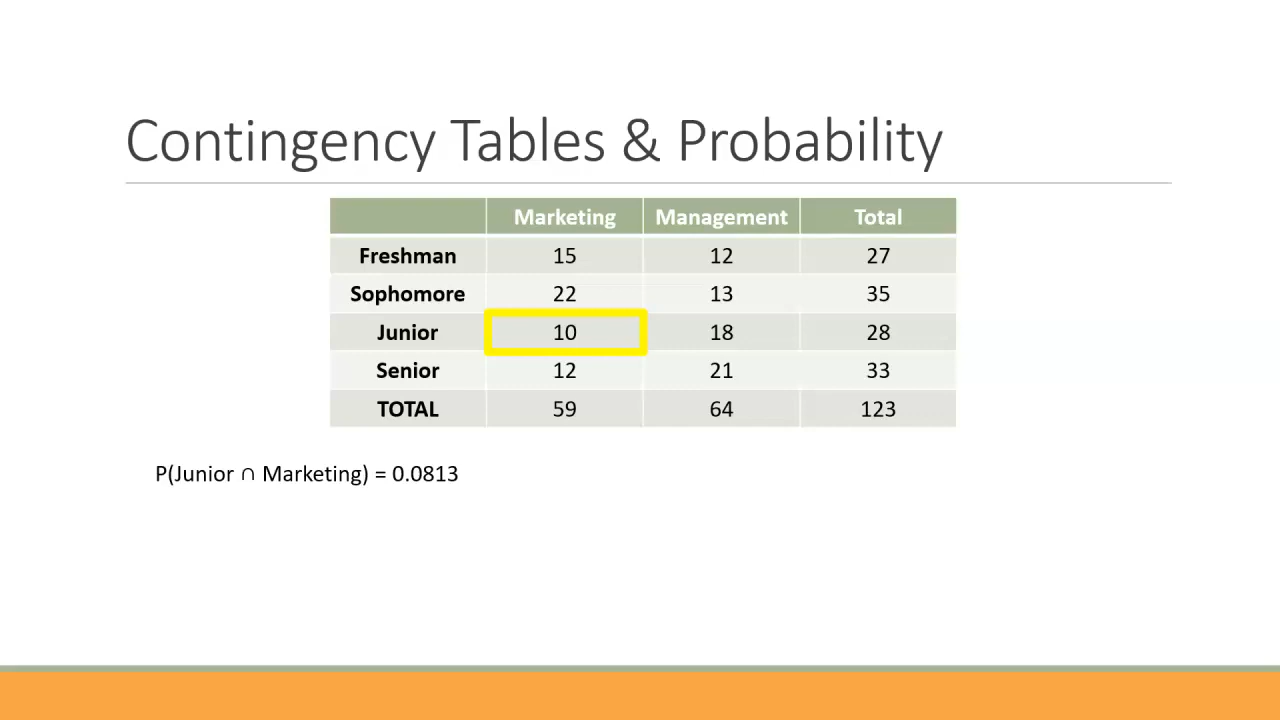 Contingency Tables & Probability
Marketing Management Total
Freshman 15 12 27
Sophomore 22 13 35
Junior 10 18 28
Senior 12 21 33
TOTAL 59 64 123
P(Junior ∩ Marketing) = 0.0813